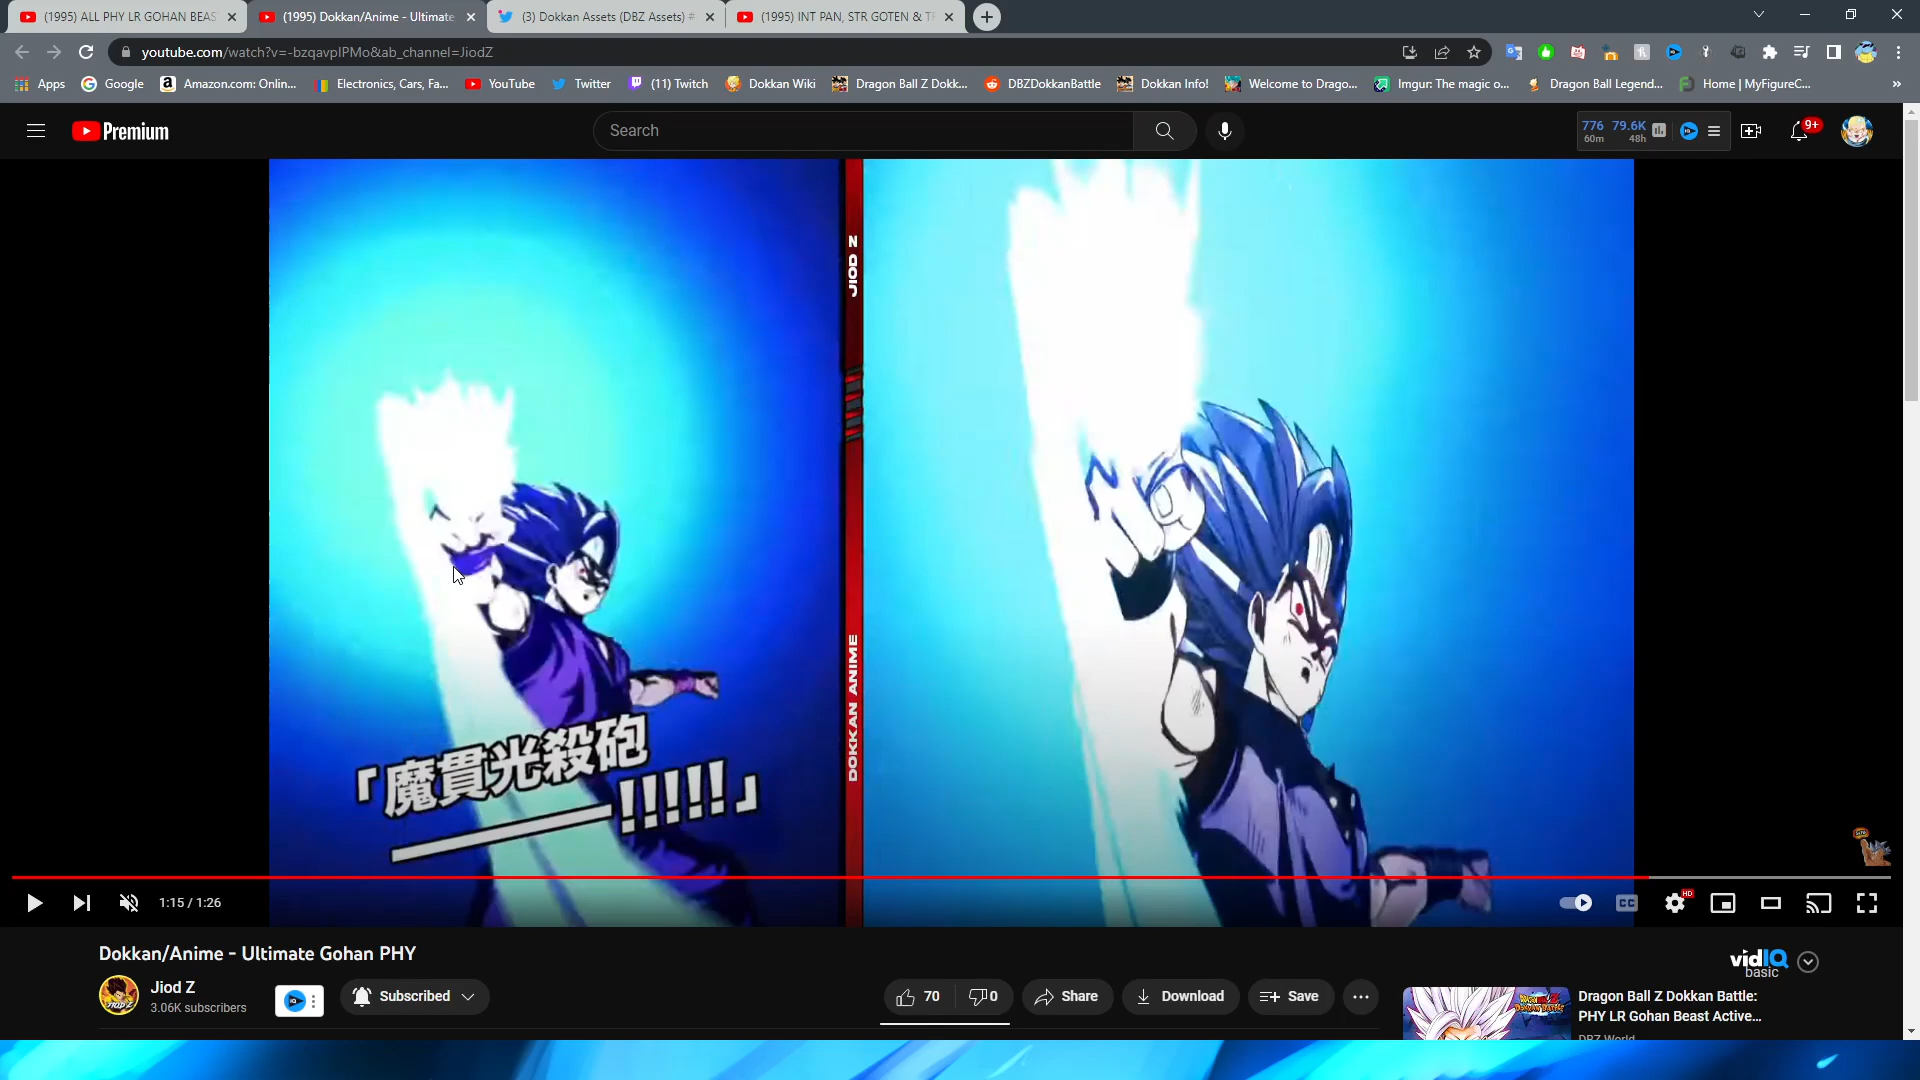 (1995) ALL PHY LR GOHAN BEAS
(1995) Dokkan/Anime - Ultimate
(3) Dokkan Assets (DBZ Assets) #
(1995) INT PAN, STR GOTEN & T
youtube.com/watch?v=-bzqavpIPMo&ab_channel=JiodZ
Apps
Google
Amazon.com: Onlin...
Electronics, Cars, Fa...
YouTube
Twitter
(11) Twitch
Dokkan Wiki
Dragon Ball Z Dokk...
DBZDokkanBattle
Dokkan Info!
Welcome to Drago...
Imgur: The magic o...
Dragon Ball Legend...
Home | MyFigureC...
»
Premium
Search
776 79.6K
60m 48h
9+
JIOD Z
DOKKAN ANIME
「魔貫光殺砲
――!!!!!」
1:15 / 1:26
CC
HD
Dokkan/Anime - Ultimate Gohan PHY
Jiod Z
3.06K subscribers
Subscribed
70
0
Share
Download
Save
vidIQ
basic
Dragon Ball Z Dokkan Battle:
PHY LR Gohan Beast Active...
DBZ World